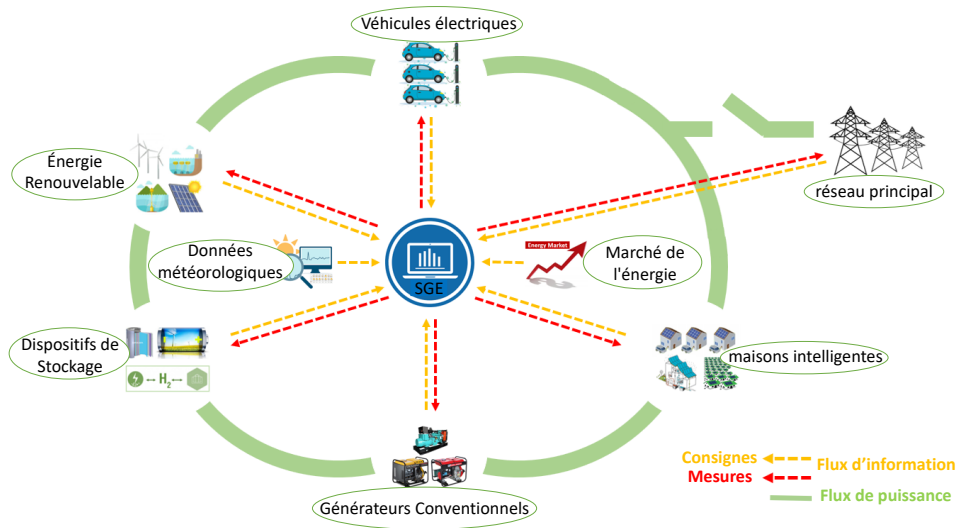 Véhicules électriques
Énergie
Renouvelable
réseau principal
Données
météorologiques
Energy Market
Marché de
l'énergie
SGE
Dispositifs de
Stockage
H2
maisons intelligentes
Générateurs Conventionnels
Consignes
Flux d'information
Mesures
Flux de puissance